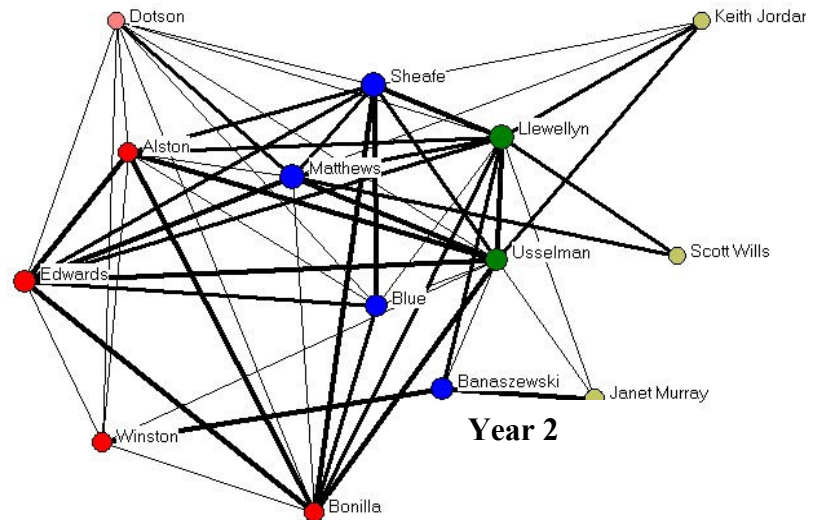 Dotson
Keith Jordan
Sheafe
Llewellyn
Alston
Matthews
Scott Wills
Usselman
Edwards
Blue
Banaszewski
Janet Murray
Year 2
Winston
Bonilla